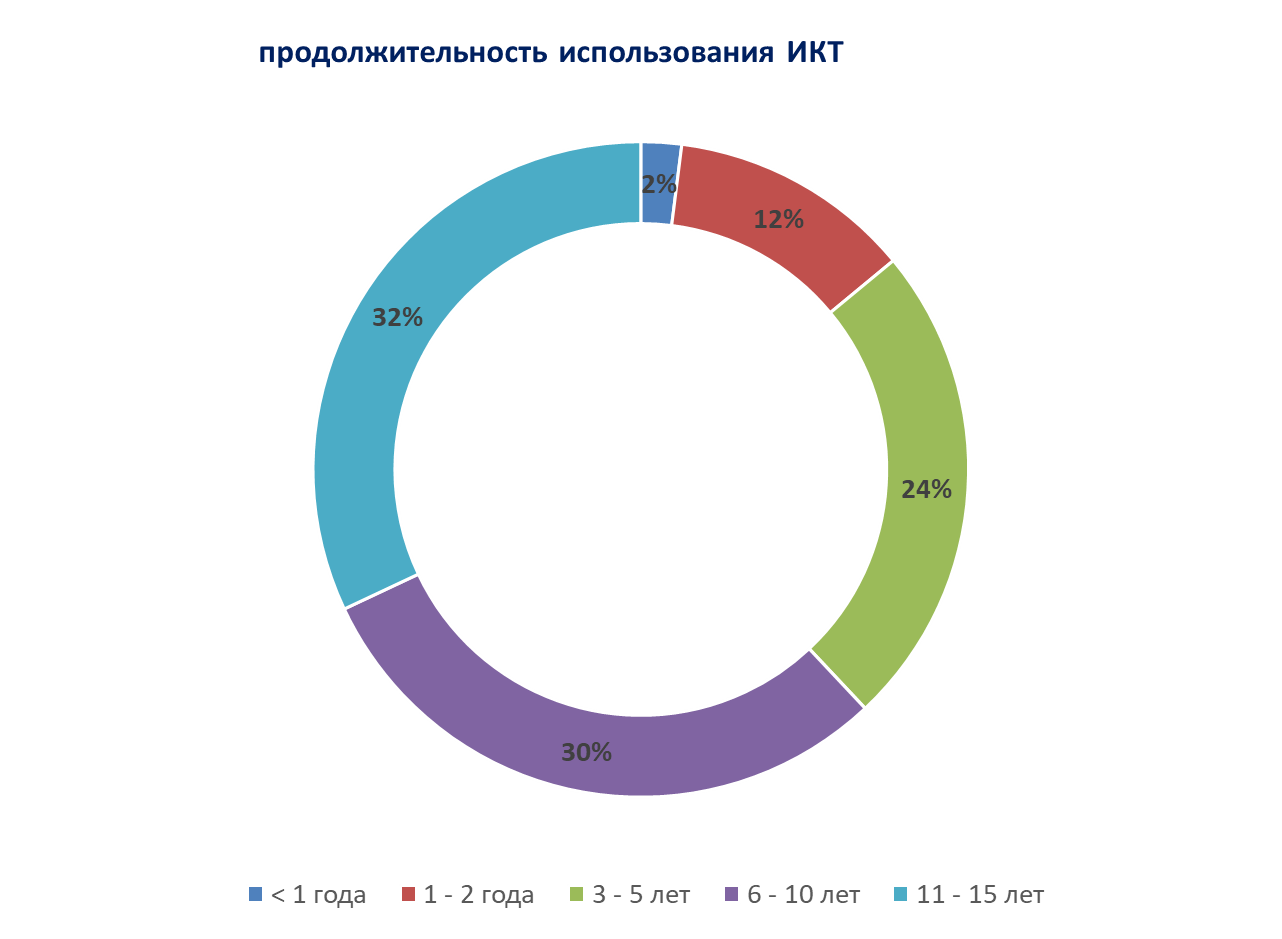 продолжительность использования ИКТ
2%
12%
32%
24%
30%
< 1 года 1 - 2 года 3 - 5 лет 6 - 10 лет 11 - 15 лет